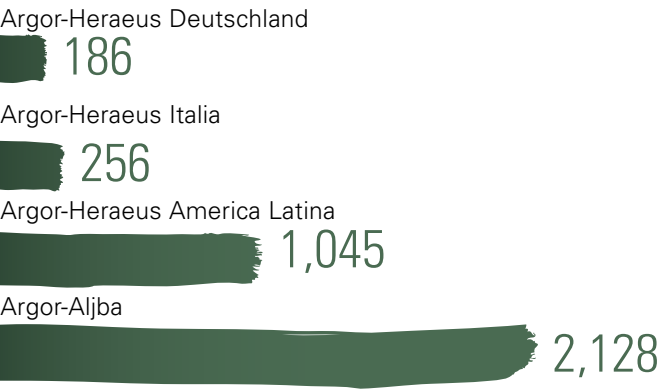 Argor-Heraeus Deutschland
186
Argor-Heraeus Italia
256
Argor-Heraeus America Latina
1,045
Argor-Aljba
2,128